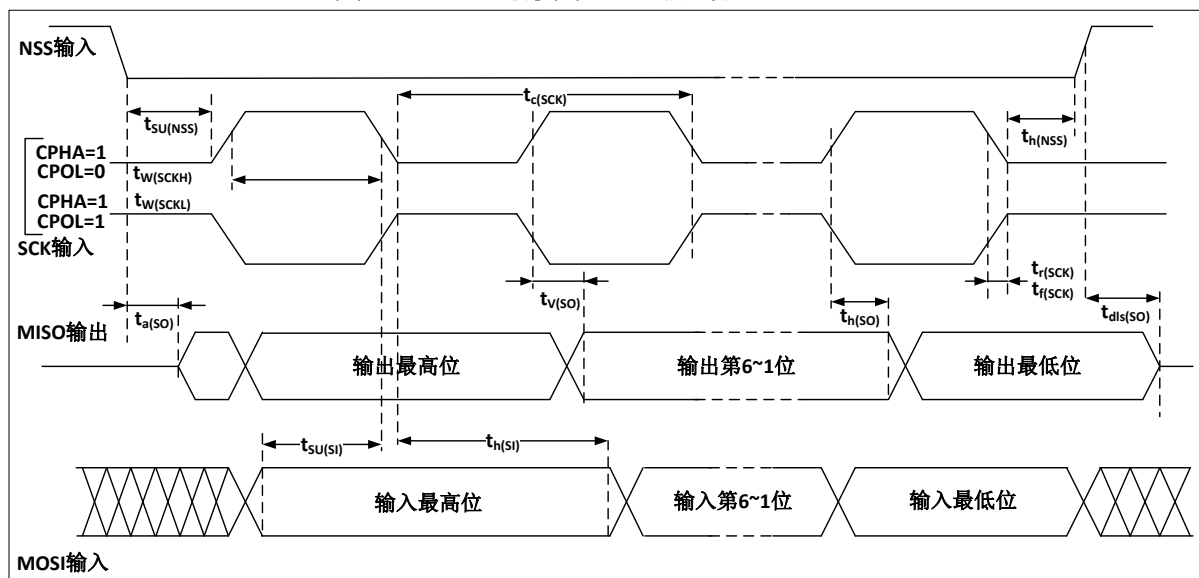 NSS输入
tc(SCK)
tSU(NSS)
th(NSS)
CPHA=1
CPOL=0
tW(SCKH)
CPHA=1
tW(SCKL)
CPOL=1
SCK输入
tr(SCK)
tf(SCK)
tV(SO)
ta(SO)
th(SO)
tdis(SO)
MISO输出
输出最高位
输出第6~1位
输出最低位
tSU(SI)
th(SI)
输入最高位
输入第6~1位
输入最低位
MOSI输入